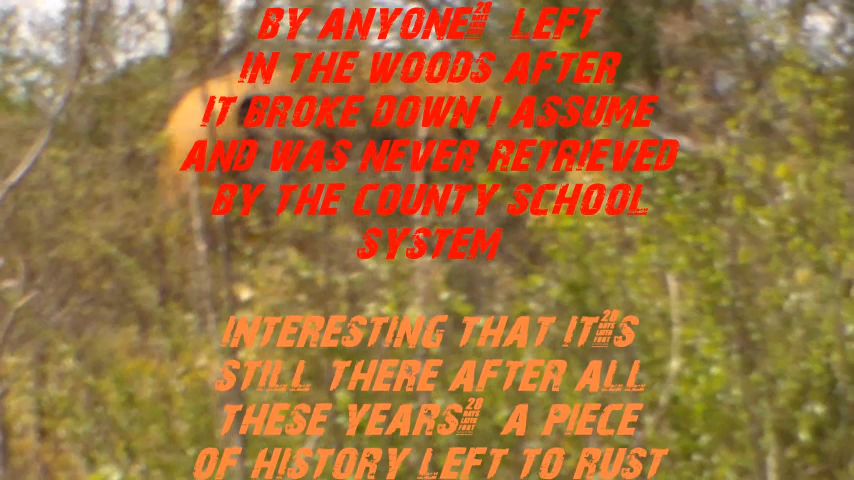 BY ANYONE LEFT
IN THE WOODS AFTER
IT BROKE DOWN I ASSUME
AND WAS NEVER RETRIEVED
BY THE COUNTY SCHOOL
SYSTEM
INTERESTING THAT IT S
STILL THERE AFTER ALL
THESE YEARS A PIECE
OF HISTORY LEFT TO RUST